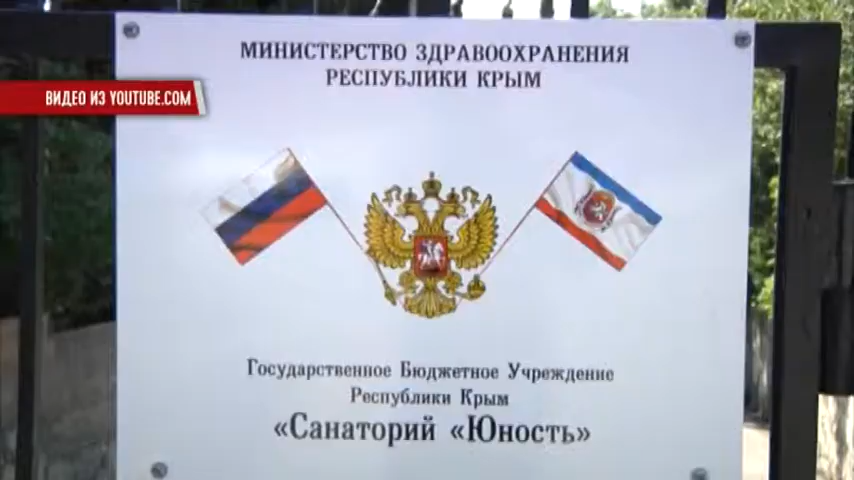 МИНИСТЕРСТВО ЗДРАВООХРАНЕНИЯ
РЕСПУБЛИКИ КРЫМ
ВИДЕО ИЗ YOUTUBE.COM
Государственное Бюджетное Учреждение
Республики Крым
«Санаторий «Юность»